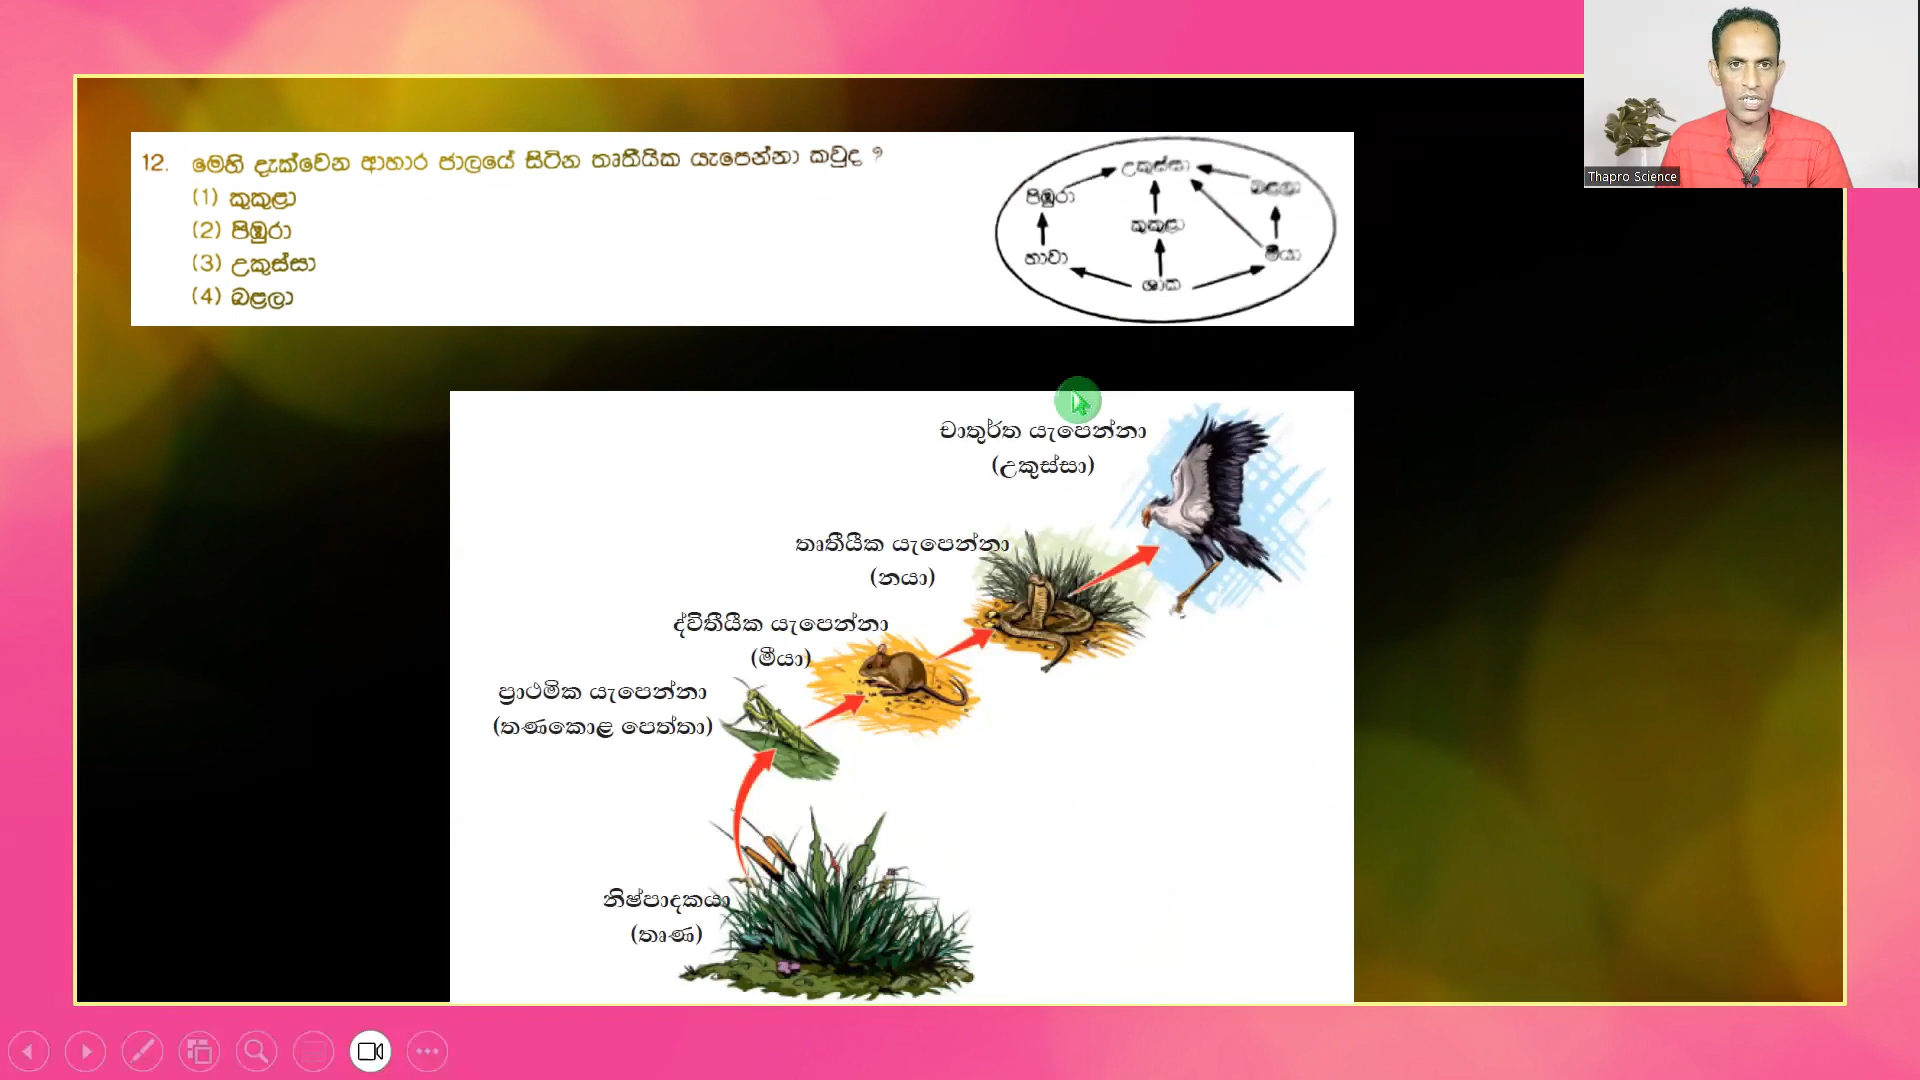 12. මෙහි දැක්වෙන ආහාර ජාලයේ සිටින තෘතීයික යැපෙන්නා කවුද ?
(1) කුකුළා
(2) පිඹුරා
(3) උකුස්සා
(4) බළලා
උකුස්සා
පිඹුරා
බළලා
කුකුළා
හාවා
මීයා
ශාක
Thapro Science
චාතුර්ත යැපෙන්නා
(උකුස්සා)
තෘතීයීක යැපෙන්නා
(නයා)
ද්විතීයීක යැපෙන්නා
(මීයා)
ප්‍රාථමික යැපෙන්නා
(තණකොළ පෙත්තා)
නිෂ්පාදකයා
(තෘණ)